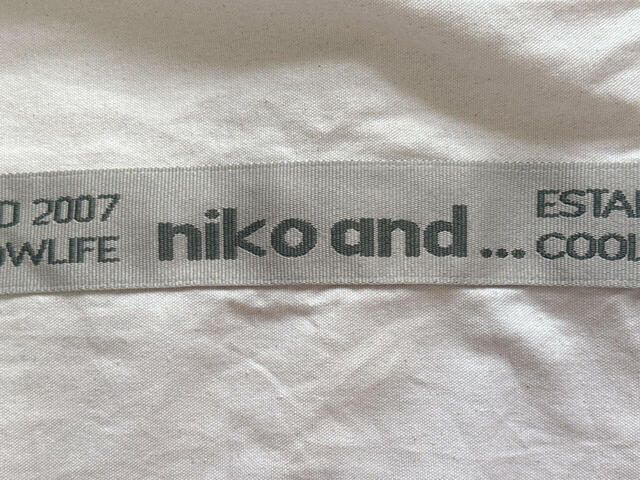 D 2007
OWLIFE
niko and ...
ESTA
COOL